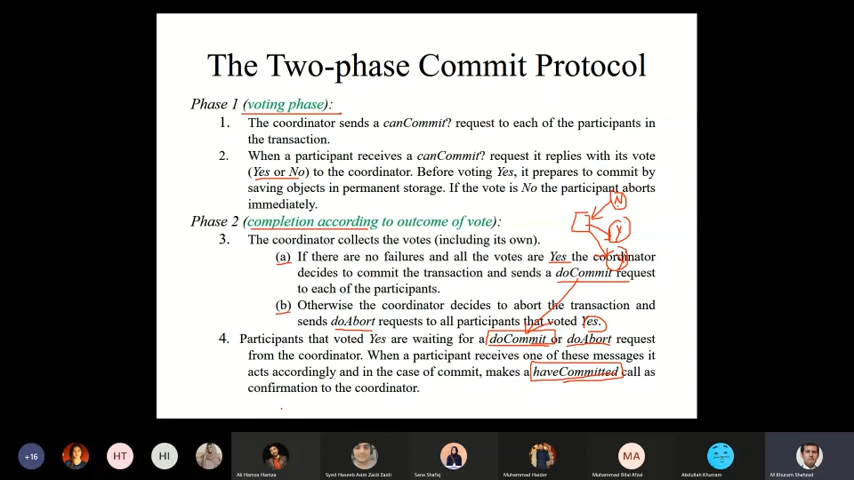 The Two-phase Commit Protocol
Phase 1 (voting phase):
1. The coordinator sends a canCommit? request to each of the participants in
the transaction.
2. When a participant receives a canCommit? request it replies with its vote
(Yes or No) to the coordinator. Before voting Yes, it prepares to commit by
saving objects in permanent storage. If the vote is No the participant aborts
immediately.
N
Phase 2 (completion according to outcome of vote):
Y
3. The coordinator collects the votes (including its own).
(a) If there are no failures and all the votes are Yes the coordinator
decides to commit the transaction and sends a doCommit request
to each of the participants.
(b) Otherwise the coordinator decides to abort the transaction and
sends doAbort requests to all participants that voted Yes.
4. Participants that voted Yes are waiting for a doCommit or doAbort request
from the coordinator. When a participant receives one of these messages it
acts accordingly and in the case of commit, makes a haveCommitted call as
confirmation to the coordinator.
+16
HT
HI
MA
Ali Hamza Hamza
Syed Haseeb Asim Zaidi Zaidi
Sana Shafiq
Muhammad Haider
Muhammad Bilal Afzal
Abdullah Khurram
M Khuram Shahzad